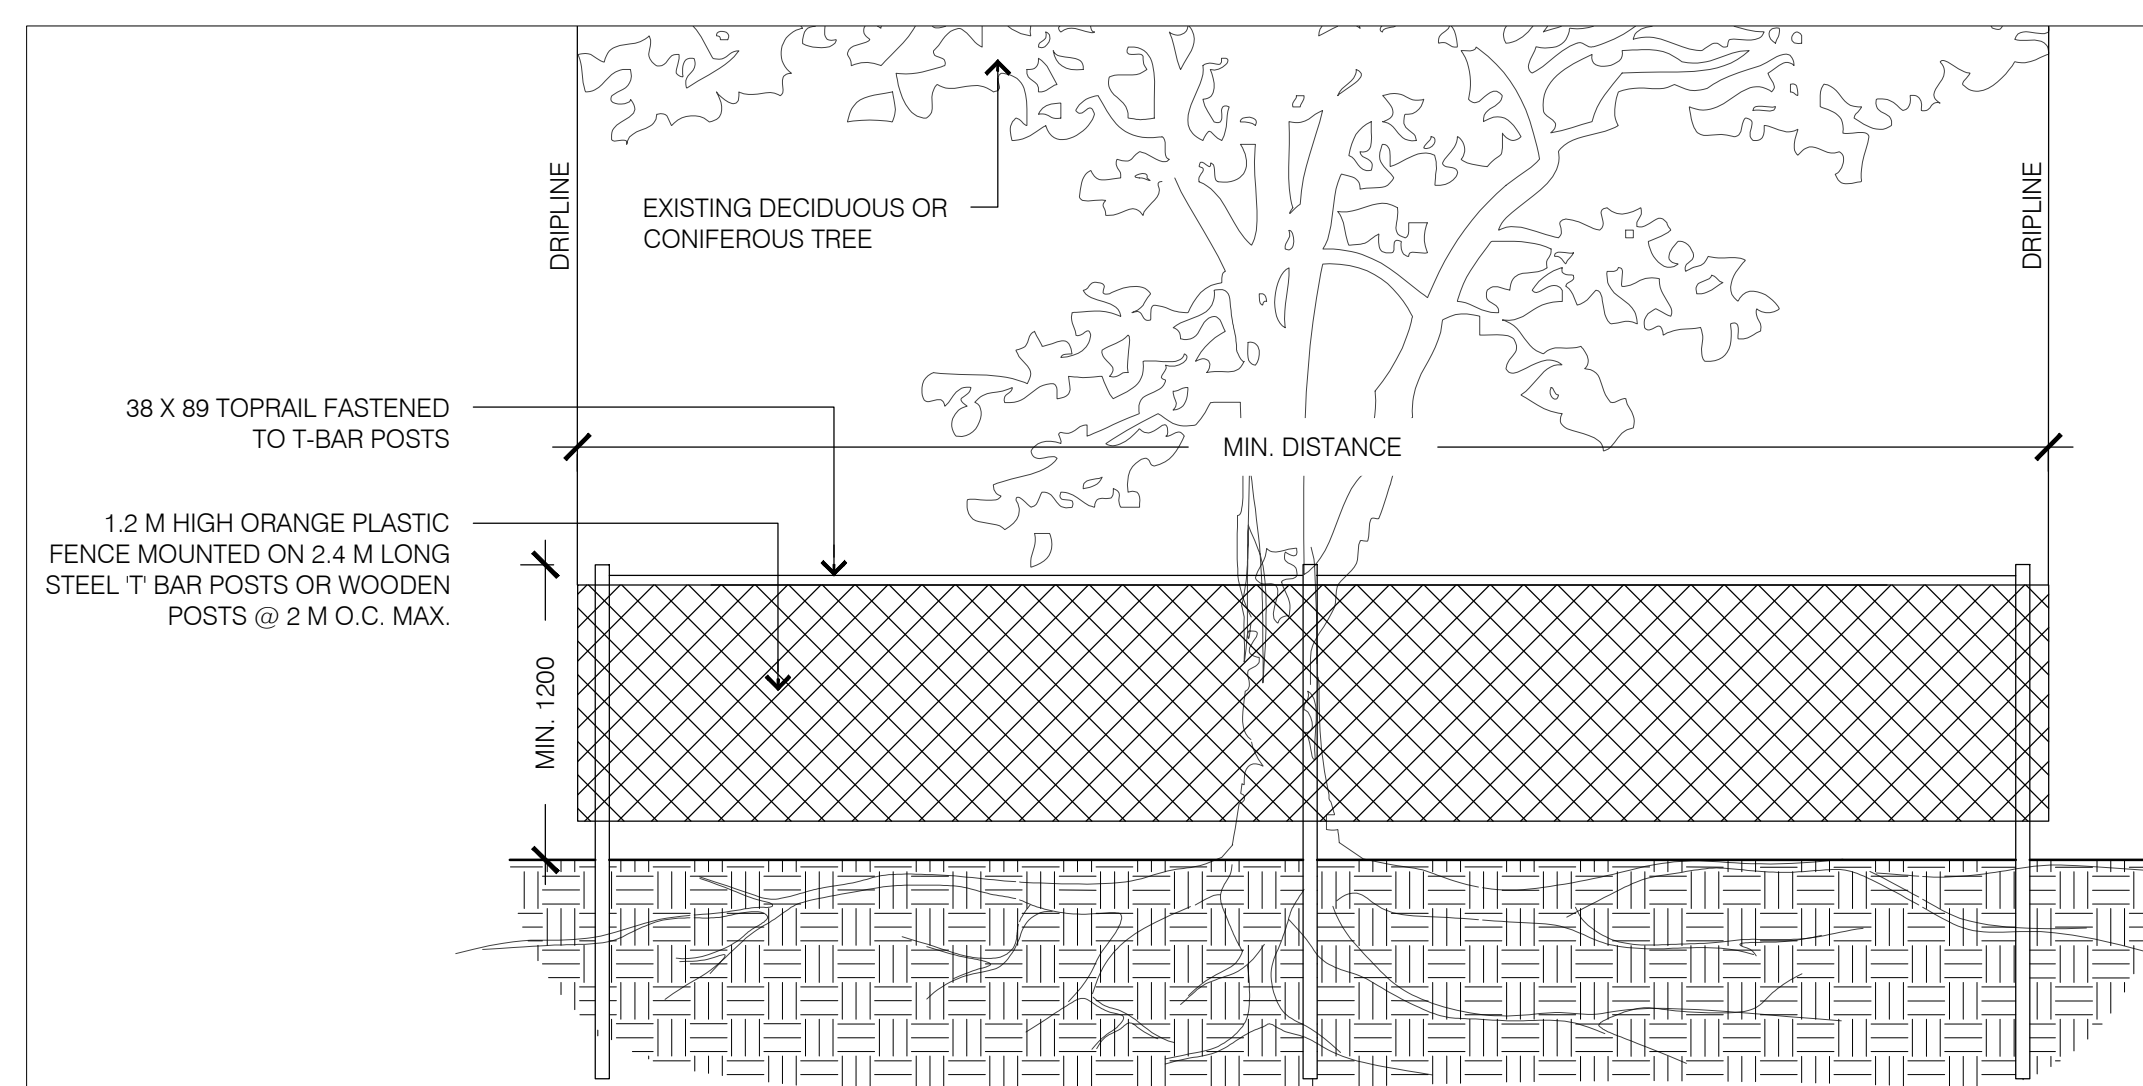 DRIPLINE
DRIPLINE
EXISTING DECIDUOUS OR
CONIFEROUS TREE
38 X 89 TOPRAIL FASTENED
TO T-BAR POSTS
MIN. DISTANCE
1.2 M HIGH ORANGE PLASTIC
FENCE MOUNTED ON 2.4 M LONG
STEEL 'T' BAR POSTS OR WOODEN
POSTS @ 2 M O.C. MAX.
MIN. 1200